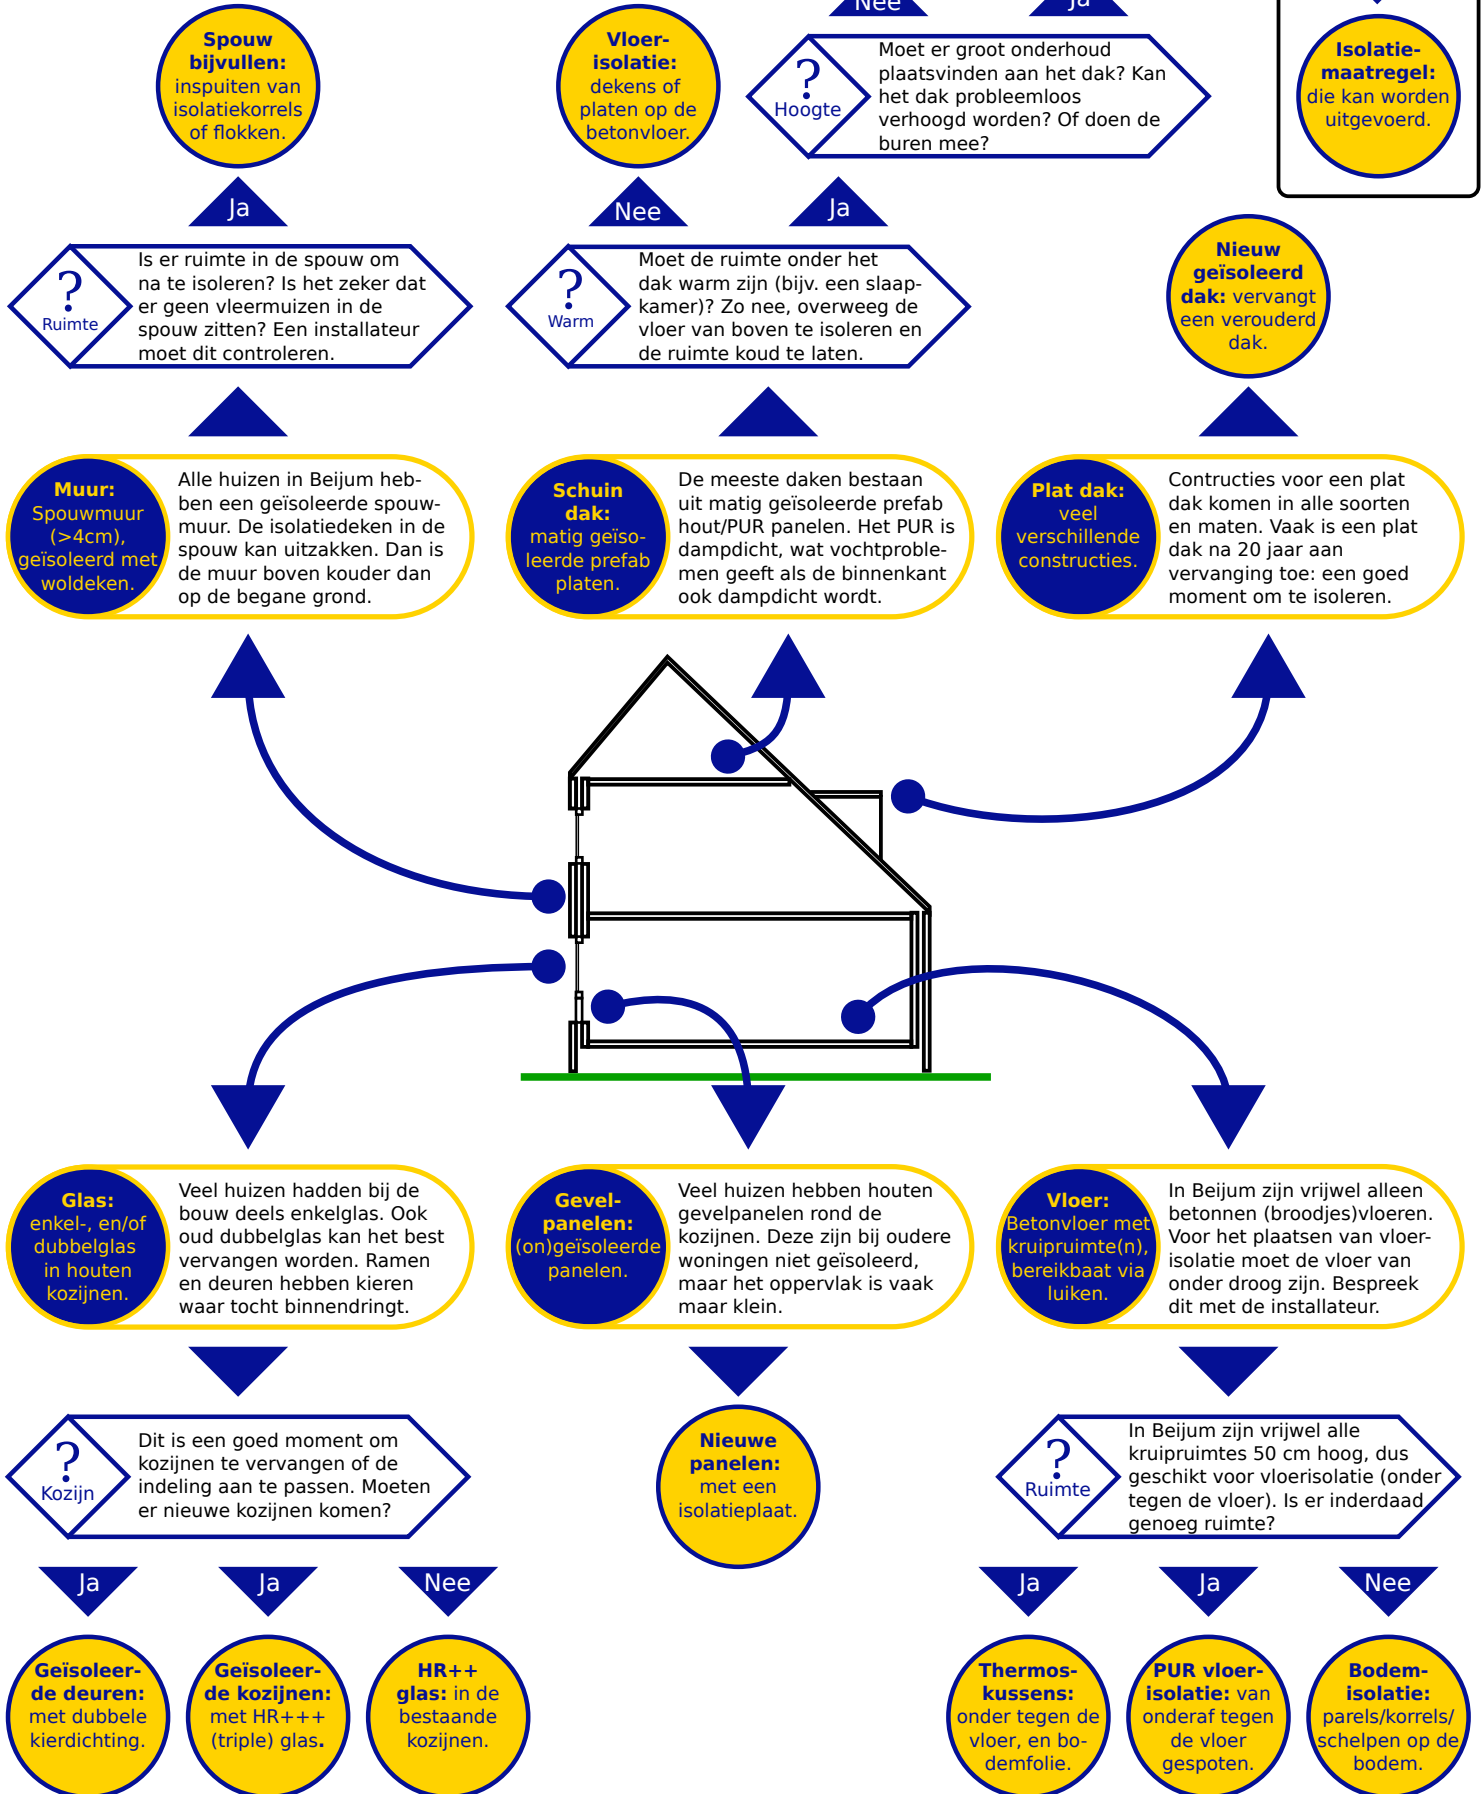 Nee
Ja
Spouw
bijvullen:
inspuiten van
isolatiekorrels
of flokken.
Vloer-
isolatie:
dekens of
platen op de
betonvloer.
?
Hoogte
Moet er groot onderhoud
plaatsvinden aan het dak? Kan
het dak probleemloos
verhoogd worden? Of doen de
buren mee?
Isolatie-
maatregel:
die kan worden
uitgevoerd.
Ja
Nee
Ja
?
Ruimte
Is er ruimte in de spouw om
na te isoleren? Is het zeker dat
er geen vleermuizen in de
spouw zitten? Een installateur
moet dit controleren.
?
Warm
Moet de ruimte onder het
dak warm zijn (bijv. een slaap-
kamer)? Zo nee, overweeg de
vloer van boven te isoleren en
de ruimte koud te laten.
Nieuw
geïsoleerd
dak: vervangt
een verouderd
dak.
Muur:
Spouwmuur
(>4cm),
geïsoleerd met
woldeken.
Alle huizen in Beijum heb-
ben een geïsoleerde spouw-
muur. De isolatiedeken in de
spouw kan uitzakken. Dan is
de muur boven kouder dan
op de begane grond.
Schuin
dak:
matig geïso-
leerde prefab
platen.
De meeste daken bestaan
uit matig geïsoleerde prefab
hout/PUR panelen. Het PUR is
dampdicht, wat vochtproble-
men geeft als de binnenkant
ook dampdicht wordt.
Plat dak:
veel
verschillende
constructies.
Contructies voor een plat
dak komen in alle soorten
en maten. Vaak is een plat
dak na 20 jaar aan
vervanging toe: een goed
moment om te isoleren.
Glas:
enkel-, en/of
dubbelglas
in houten
kozijnen.
Veel huizen hadden bij de
bouw deels enkelglas. Ook
oud dubbelglas kan het best
vervangen worden. Ramen
en deuren hebben kieren
waar tocht binnendringt.
Gevel-
panelen:
(on)geïsoleerde
panelen.
Veel huizen hebben houten
gevelpanelen rond de
kozijnen. Deze zijn bij oudere
woningen niet geïsoleerd,
maar het oppervlak is vaak
maar klein.
Vloer:
Betonvloer met
kruipruimte(n),
bereikbaat via
luiken.
In Beijum zijn vrijwel alleen
betonnen (broodjes)vloeren.
Voor het plaatsen van vloer-
isolatie moet de vloer van
onder droog zijn. Bespreek
dit met de installateur.
?
Kozijn
Dit is een goed moment om
kozijnen te vervangen of de
indeling aan te passen. Moeten
er nieuwe kozijnen komen?
Nieuwe
panelen:
met een
isolatieplaat.
?
Ruimte
In Beijum zijn vrijwel alle
kruipruimtes 50 cm hoog, dus
geschikt voor vloerisolatie (onder
tegen de vloer). Is er inderdaad
genoeg ruimte?
Ja
Ja
Nee
Ja
Ja
Nee
Geïsoleer-
de deuren:
met dubbele
kierdichting.
Geïsoleer-
de kozijnen:
met HR+++
(triple) glas.
HR++
glas: in de
bestaande
kozijnen.
Thermos-
kussens:
onder tegen de
vloer, en bo-
demfolie.
PUR vloer-
isolatie: van
onderaf tegen
de vloer
gespoten.
Bodem-
isolatie:
parels/korrels/
schelpen op de
bodem.